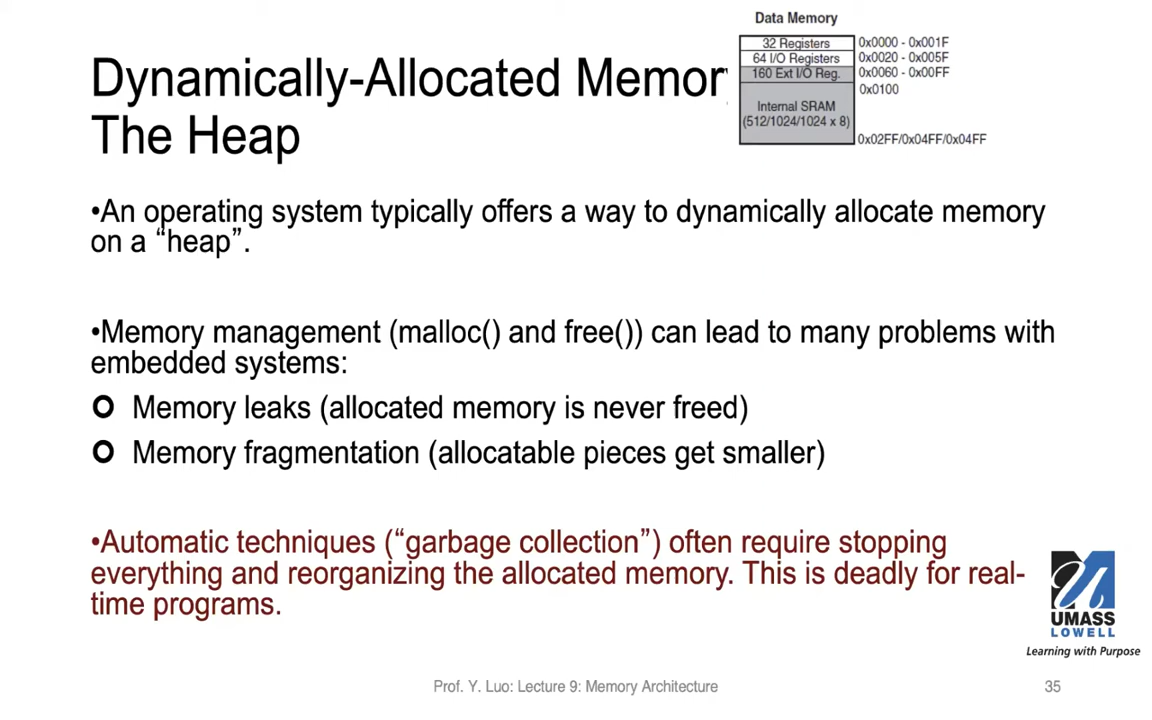 Dynamically-Allocated Memor
The Heap
Data Memory
32 Registers 0x0000 - 0x001F
64 I/O Registers 0x0020 - 0x005F
160 Ext I/O Reg. 0x0060 - 0x00FF
0x0100
Internal SRAM
(512/1024/1024 x 8)
0x02FF/0x04FF/0x04FF
•An operating system typically offers a way to dynamically allocate memory
on a “heap”.
•Memory management (malloc() and free()) can lead to many problems with
embedded systems:
Memory leaks (allocated memory is never freed)
Memory fragmentation (allocatable pieces get smaller)
•Automatic techniques (“garbage collection”) often require stopping
everything and reorganizing the allocated memory. This is deadly for real-
time programs.
UMASS
LOWELL
Learning with Purpose
Prof. Y. Luo: Lecture 9: Memory Architecture
35